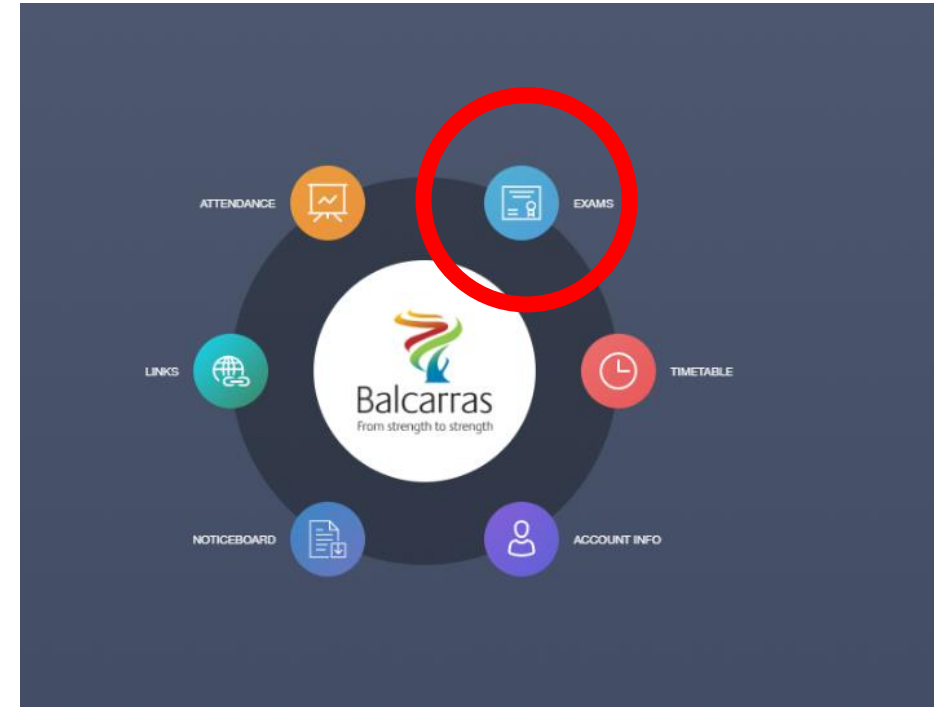 ATTENDANCE
EXAMS
LINKS
TIMETABLE
Balcarras
From strength to strength
NOTICEBOARD
ACCOUNT INFO